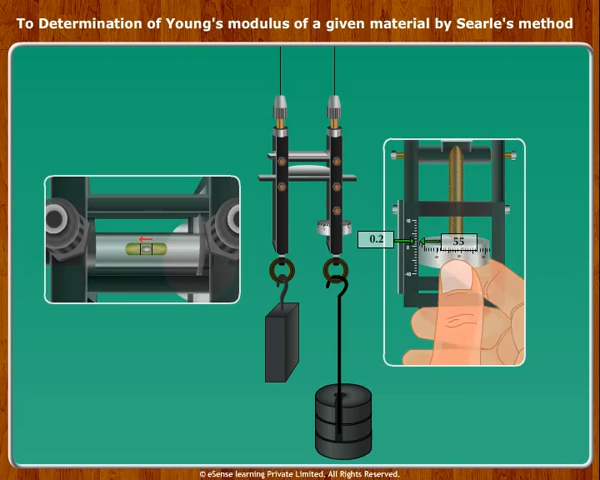 To Determination of Young's modulus of a given material by Searle's method
0.2
55
© eSense learning Private Limited. All Rights Reserved.